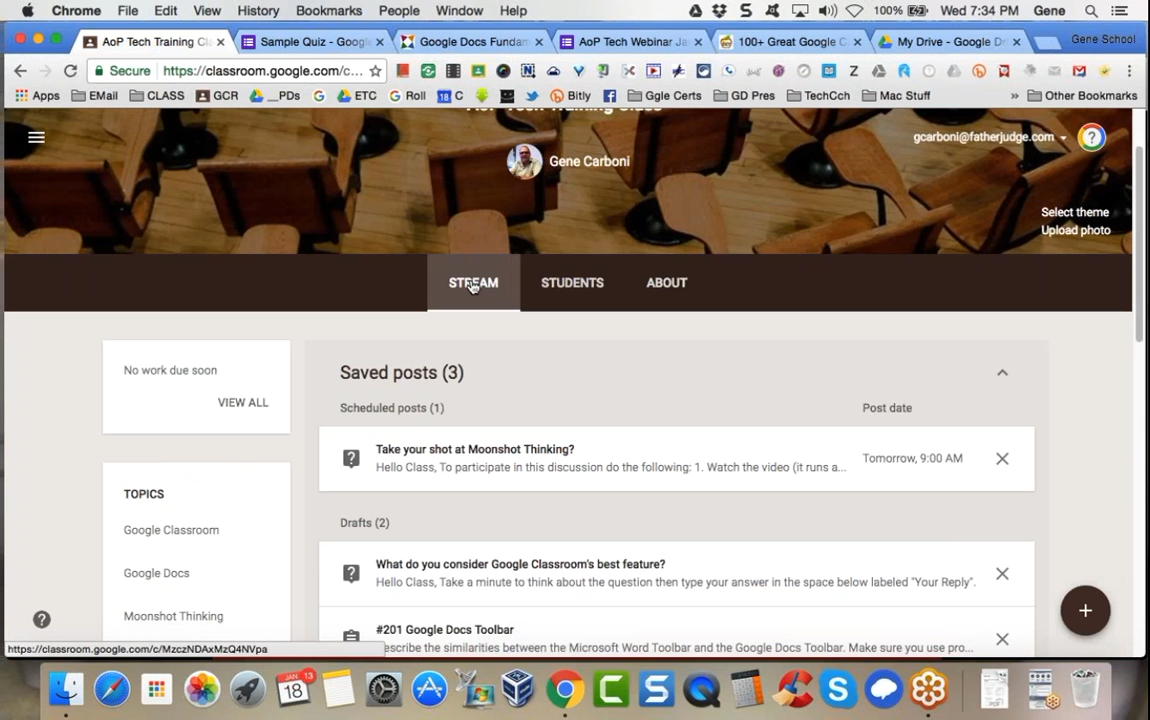 Chrome File Edit View History Bookmarks People Window Help 100% Wed 7:34 PM Gene
AoP Tech Training Cl Sample Quiz - Googl Google Docs Fundam AoP Tech Webinar Ja 100+ Great Google C My Drive - Google Dr Gene School
Secure https://classroom.google.com/c...
Apps EMail CLASS GCR __PDs ETC Roll C Bitly Ggle Certs GD Pres TechCch Mac Stuff » Other Bookmarks
Gene Carboni
gcarboni@fatherjudge.com
Select theme
Upload photo
STREAM STUDENTS ABOUT
No work due soon
VIEW ALL
TOPICS
Google Classroom
Google Docs
Moonshot Thinking
Saved posts (3)
Scheduled posts (1) Post date
Take your shot at Moonshot Thinking?
Hello Class, To participate in this discussion do the following: 1. Watch the video (it runs a...
Tomorrow, 9:00 AM
Drafts (2)
What do you consider Google Classroom's best feature?
Hello Class, Take a minute to think about the question then type your answer in the space below labeled "Your Reply".
#201 Google Docs Toolbar
escribe the similarities between the Microsoft Word Toolbar and the Google Docs Toolbar. Make sure you use pro...
https://classroom.google.com/c/MzczNDAxMzQ4NVpa
JAN 13
18